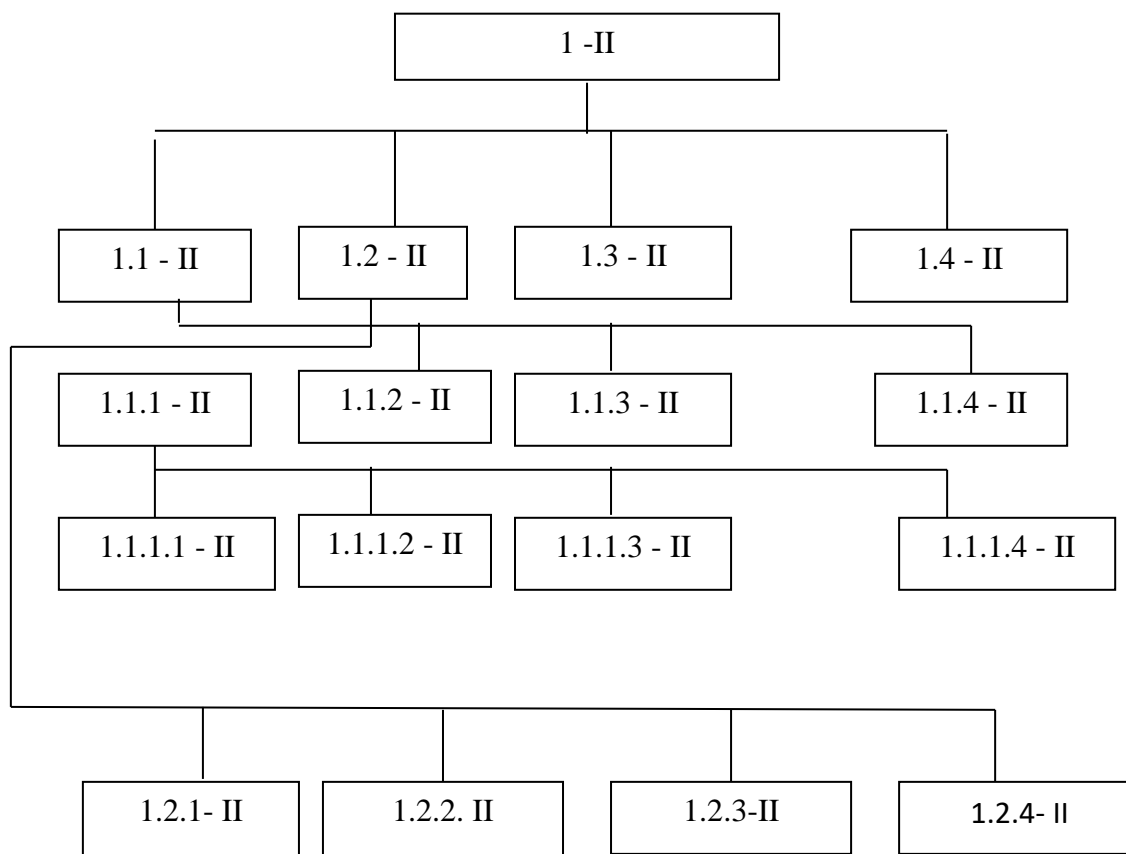 1 -II
1.1 - II
1.2 - II
1.3 - II
1.4 - II
1.1.1 - II
1.1.2 - II
1.1.3 - II
1.1.4 - II
1.1.1.1 - II
1.1.1.2 - II
1.1.1.3 - II
1.1.1.4 - II
1.2.1- II
1.2.2. II
1.2.3-II
1.2.4- II